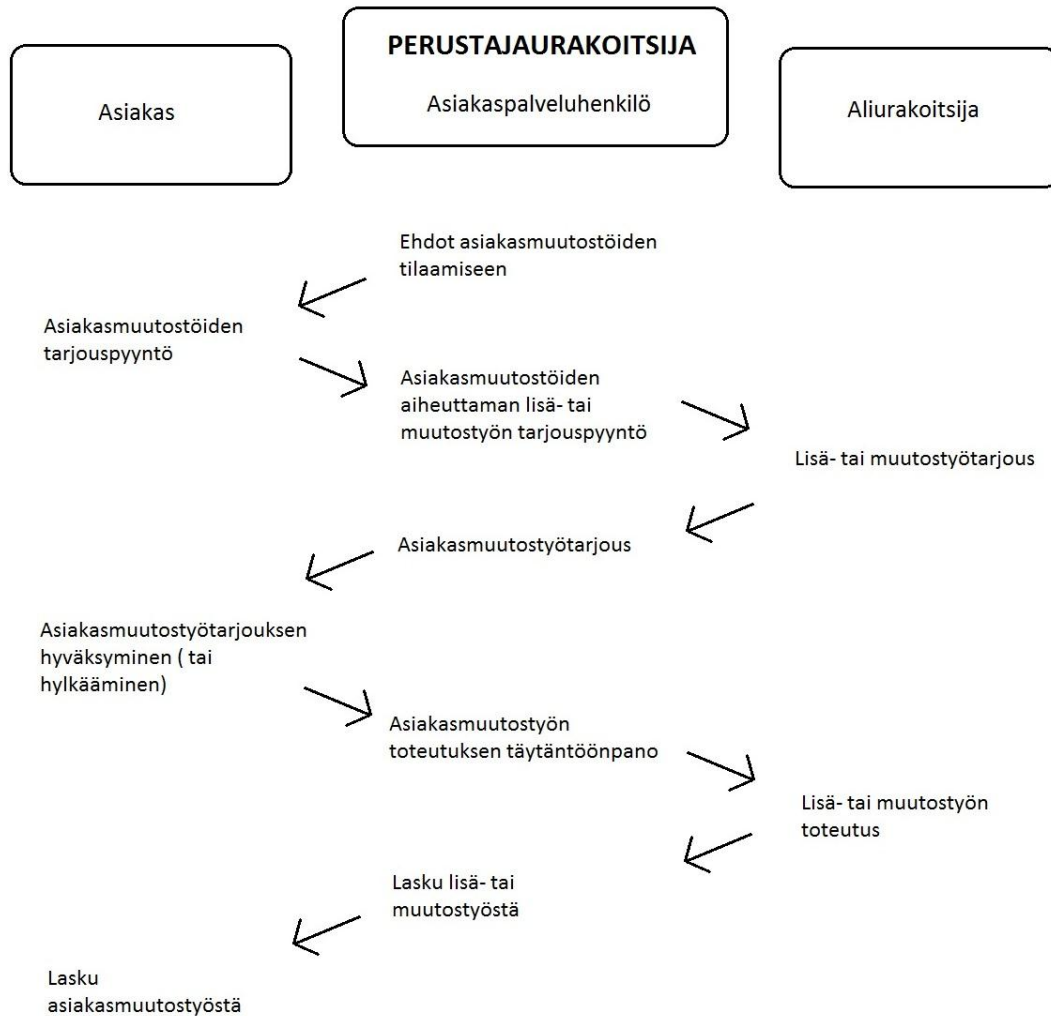 PERUSTAJAURAKOITSIJA
Asiakas
Asiakaspalveluhenkilö
Aliurakoitsija
Ehdot asiakasmuutostöiden
tilaamiseen
Asiakasmuutostöiden
tarjouspyyntö
Asiakasmuutostöiden
aiheuttaman lisä- tai
muutostyön tarjouspyyntö
Lisä- tai muutostyötarjous
Asiakasmuutostyötarjous
Asiakasmuutostyötarjouksen
hyväksyminen ( tai
hylkääminen)
Asiakasmuutostyön
toteutuksen täytäntöönpano
Lisä- tai muutostyön
toteutus
Lasku lisä- tai
muutostyöstä
Lasku
asiakasmuutostyöstä